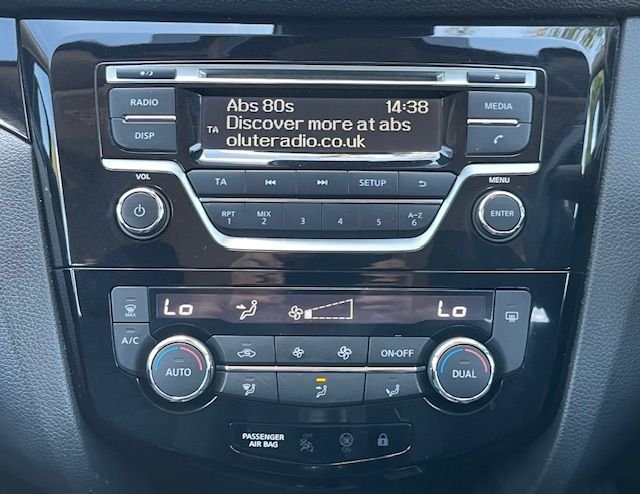 RADIO
DISP
Abs 80s 14:38
TA Discover more at abs
oluteradio.co.uk
MEDIA
VOL
TA SETUP
MENU
RPT MIX A-Z
1 2 3 4 5 6
ENTER
MAX
Lo Lo
A/C
AUTO
ON-OFF
DUAL
PASSENGER OFF
AIR BAG ON